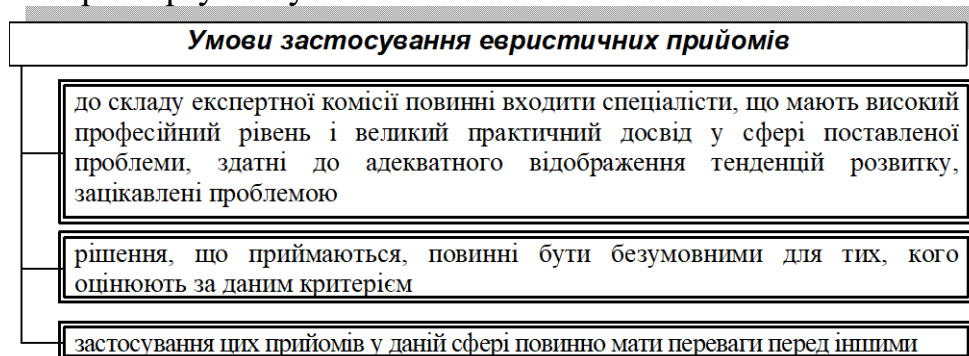 Умови застосування евристичних прийомів
до складу експертної комісії повинні входити спеціалісти, що мають високий
професійний рівень і великий практичний досвід у сфері поставленої
проблеми, здатні до адекватного відображення тенденцій розвитку,
зацікавлені проблемою
рішення, що приймаються, повинні бути безумовними для тих, кого
оцінюють за даним критерієм
застосування цих прийомів у даній сфері повинно мати переваги перед іншими